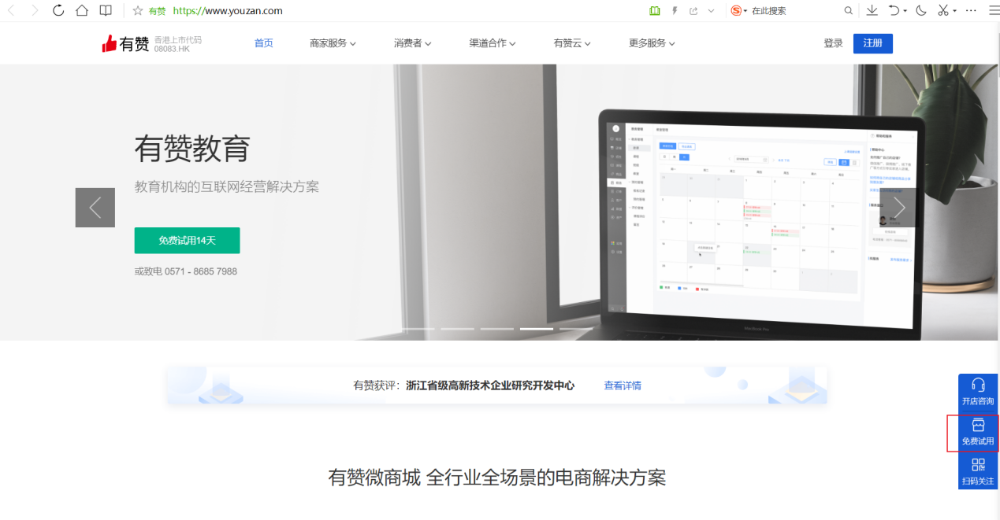 有赞
https://www.youzan.com
在此搜索
有赞
香港上市代码
08083.HK
首页
商家服务
消费者
渠道合作
有赞云
更多服务
登录
注册
有赞教育
教育机构的互联网经营解决方案
免费试用14天
或致电 0571 - 8685 7988
MacBook Pro
有赞获评：浙江省级高新技术企业研究开发中心
查看详情
开店咨询
免费试用
扫码关注
有赞微商城 全行业全场景的电商解决方案